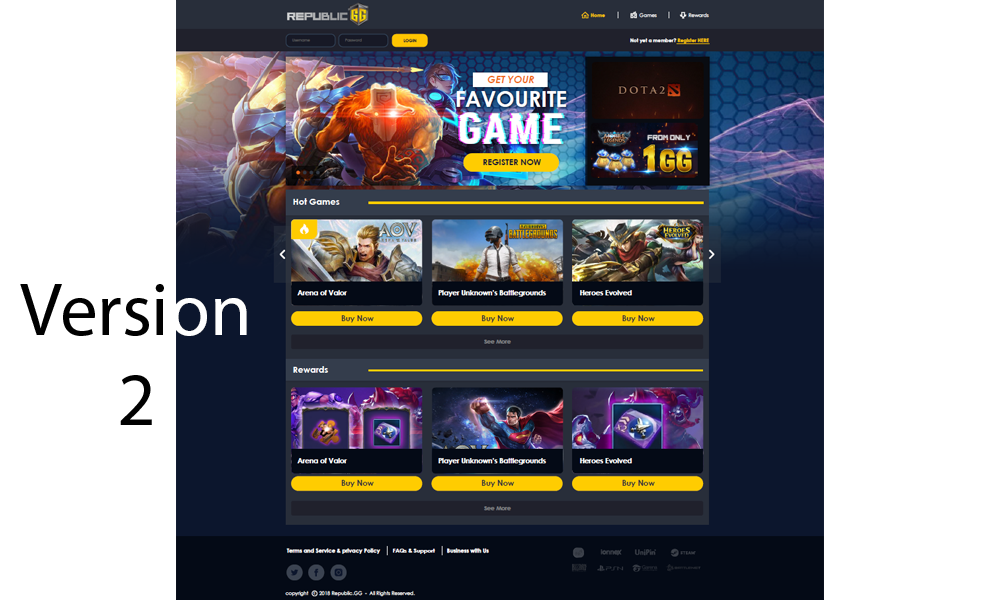 REPUBLIC GG
Home | Games | Rewards
Username Password LOGIN
Not yet a member? Register HERE
GET YOUR
FAVOURITE
GAME
REGISTER NOW
DOTA 2
FROM ONLY
1GG
Hot Games
AOV
BATTLEGROUNDS
HEROES
EVOLVED
Arena of Valor
Player Unknown's Battlegrounds
Heroes Evolved
Buy Now
Buy Now
Buy Now
See More
Version
2
Rewards
Arena of Valor
Player Unknown's Battlegrounds
Heroes Evolved
Buy Now
Buy Now
Buy Now
See More
Terms and Service & privacy Policy | FAQs & Support | Business with Us
UniPin STEAM
PS4
copyright © 2018 Republic.GG - All Rights Reserved.